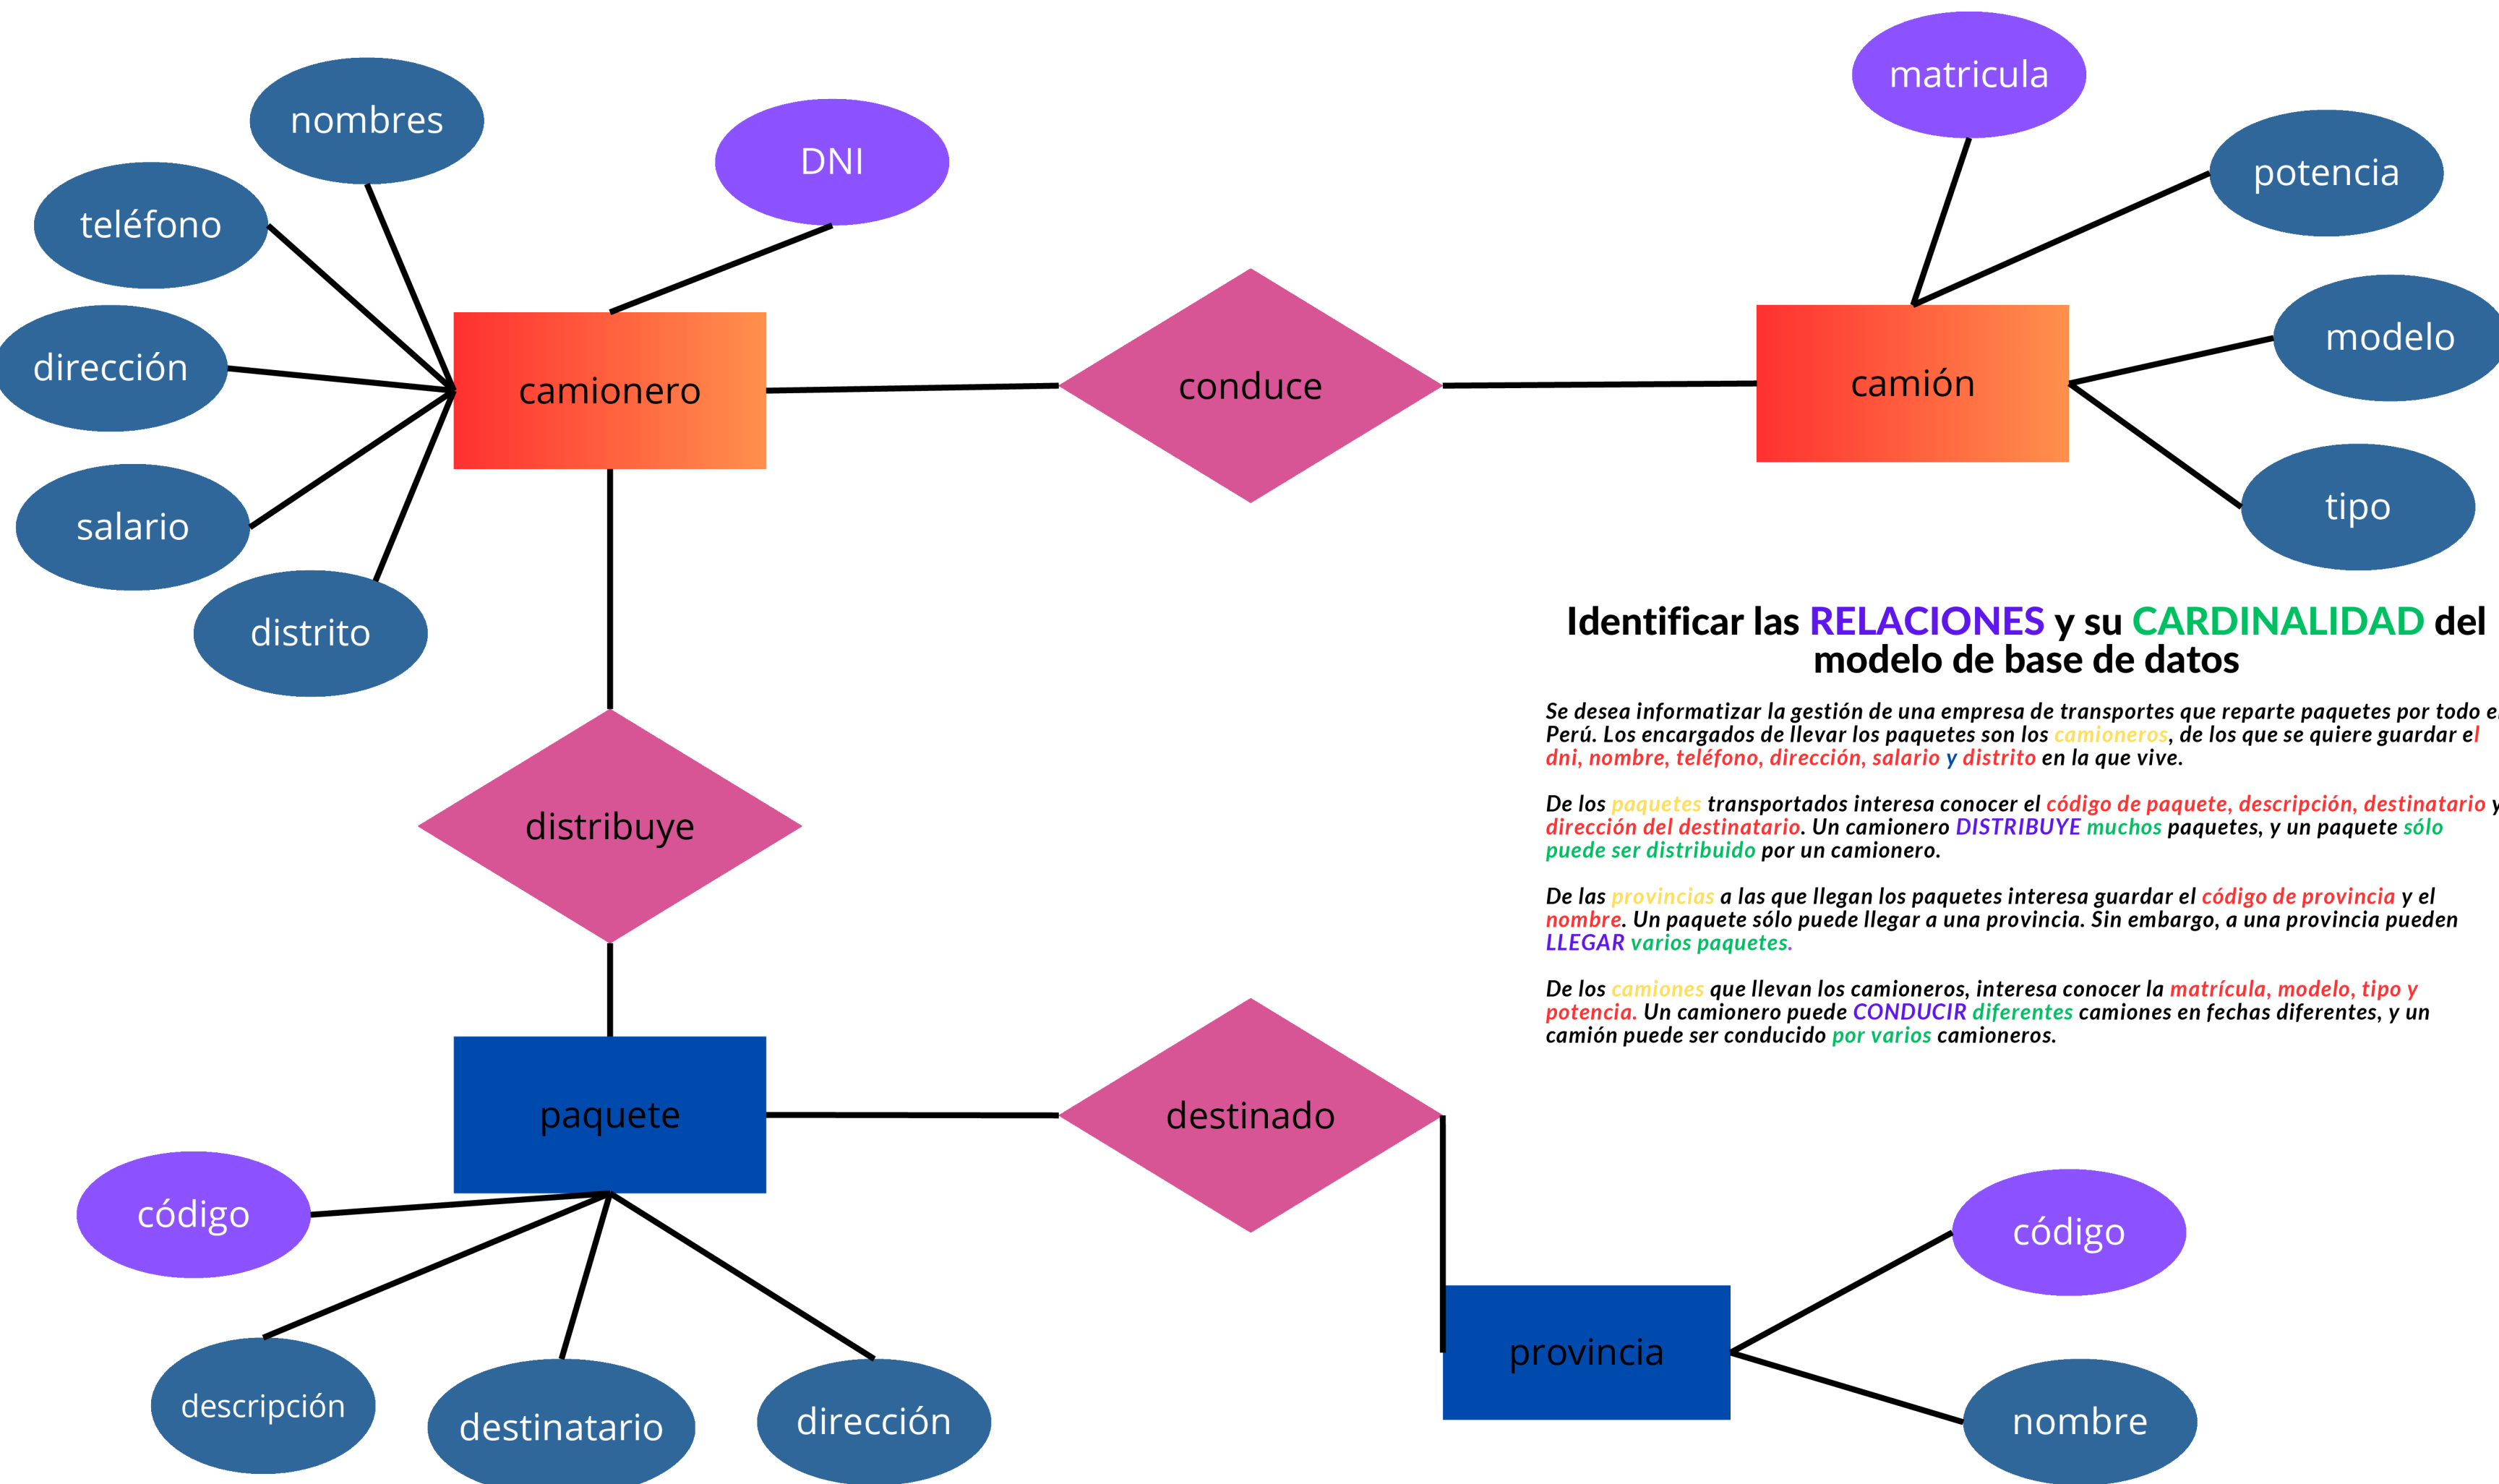 matricula
nombres
DNI
potencia
teléfono
modelo
dirección
camionero
conduce
camión
salario
tipo
distrito
Identificar las RELACIONES y su CARDINALIDAD del
modelo de base de datos
Se desea informatizar la gestión de una empresa de transportes que reparte paquetes por todo e
Perú. Los encargados de llevar los paquetes son los camioneros, de los que se quiere guardar el
dni, nombre, teléfono, dirección, salario y distrito en la que vive.
De los paquetes transportados interesa conocer el código de paquete, descripción, destinatario y
dirección del destinatario. Un camionero DISTRIBUYE muchos paquetes, y un paquete sólo
puede ser distribuido por un camionero.
De las provincias a las que llegan los paquetes interesa guardar el código de provincia y el
nombre. Un paquete sólo puede llegar a una provincia. Sin embargo, a una provincia pueden
LLEGAR varios paquetes.
De los camiones que llevan los camioneros, interesa conocer la matrícula, modelo, tipo y
potencia. Un camionero puede CONDUCIR diferentes camiones en fechas diferentes, y un
camión puede ser conducido por varios camioneros.
distribuye
paquete
destinado
código
código
provincia
descripción
destinatario
dirección
nombre